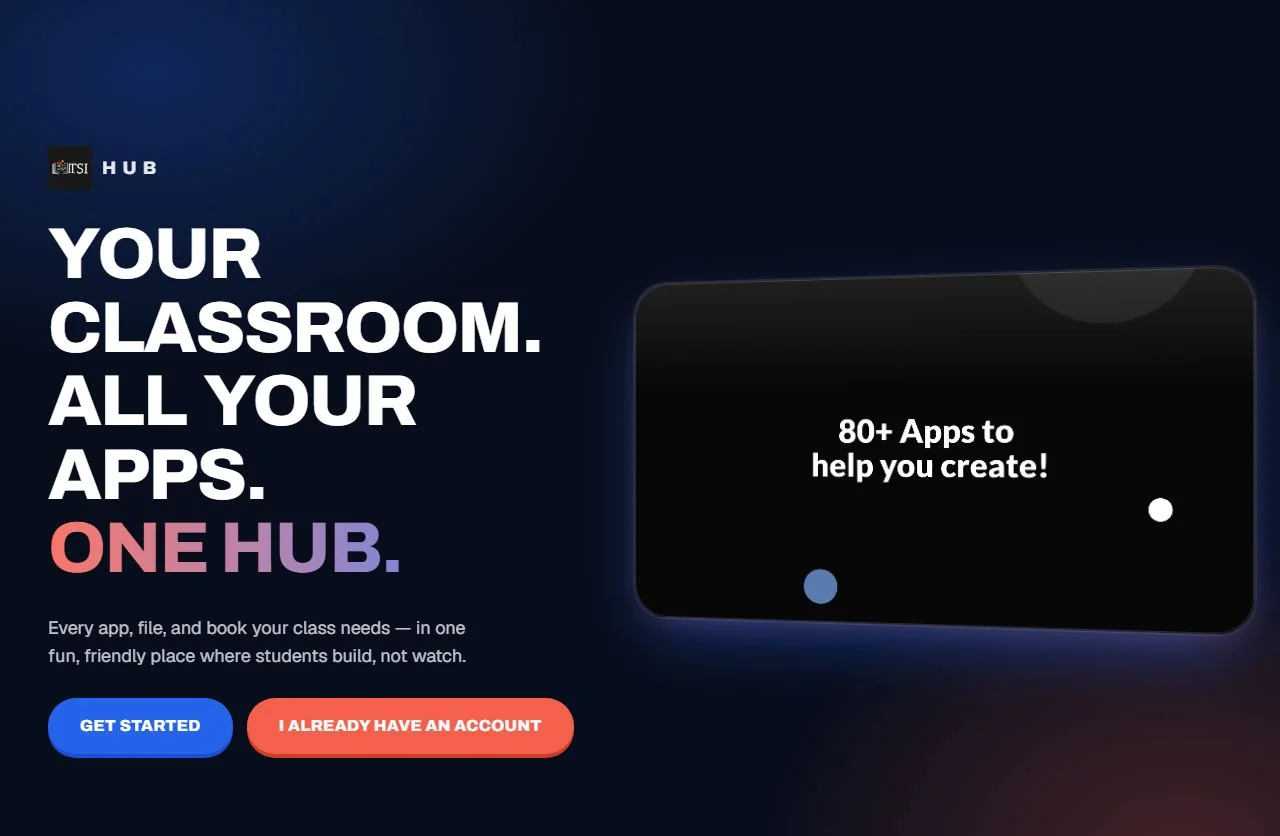 ITSI HUB
YOUR
CLASSROOM.
ALL YOUR
APPS.
ONE HUB.
Every app, file, and book your class needs — in one
fun, friendly place where students build, not watch.
GET STARTED
I ALREADY HAVE AN ACCOUNT
80+ Apps to
help you create!